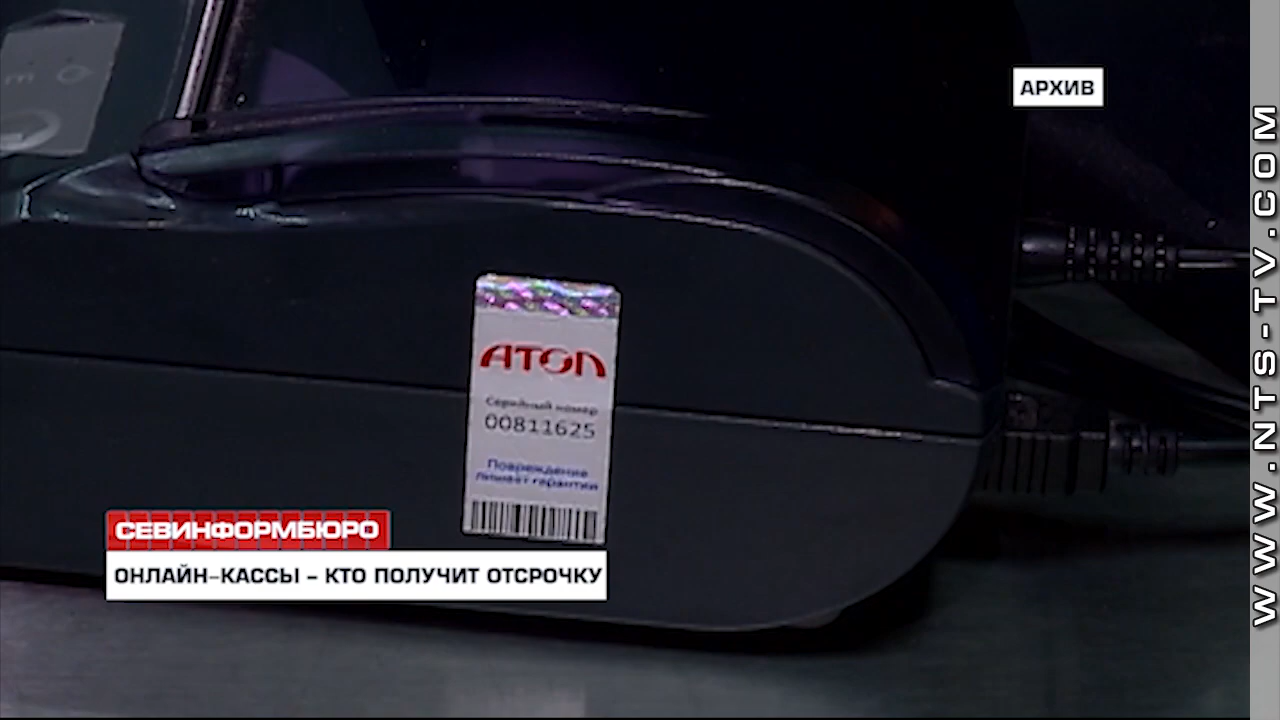 АРХИВ
WWW.NTS-TV.COM
АТОЛ
Серийный номер
00811625
Повреждение
лишает гарантии
СЕВИНФОРМБЮРО
ОНЛАЙН-КАССЫ - КТО ПОЛУЧИТ ОТСРОЧКУ